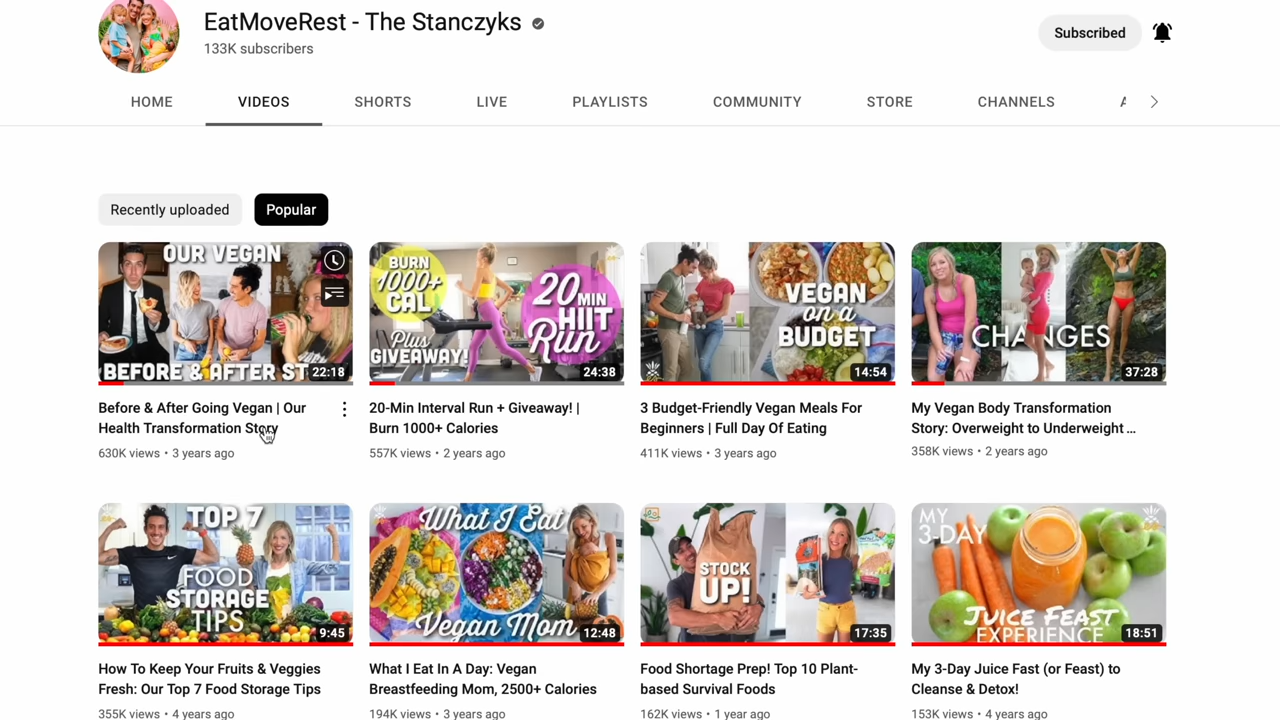 EatMoveRest - The Stanczyks
133K subscribers
Subscribed
HOME
VIDEOS
SHORTS
LIVE
PLAYLISTS
COMMUNITY
STORE
CHANNELS
Recently uploaded
Popular
OUR VEGAN
BEFORE & AFTER ST
22:18
BURN
1000+
CAL
Plus
GIVEAWAY!
20 MIN
HIIT
Run
24:38
VEGAN
on a
BUDGET
14:54
CHANGES
37:28
Before & After Going Vegan | Our
Health Transformation Story
630K views • 3 years ago
20-Min Interval Run + Giveaway! |
Burn 1000+ Calories
557K views • 2 years ago
3 Budget-Friendly Vegan Meals For
Beginners | Full Day Of Eating
411K views • 3 years ago
My Vegan Body Transformation
Story: Overweight to Underweight ...
358K views • 2 years ago
TOP 7
FOOD
STORAGE
TIPS
9:45
What I Eat
Vegan Mom
12:48
STOCK
UP!
17:35
MY
3-DAY
JUICE FEAST
EXPERIENCE
18:51
How To Keep Your Fruits & Veggies
Fresh: Our Top 7 Food Storage Tips
355K views • 4 years ago
What I Eat In A Day: Vegan
Breastfeeding Mom, 2500+ Calories
194K views • 3 years ago
Food Shortage Prep! Top 10 Plant-
based Survival Foods
162K views • 1 year ago
My 3-Day Juice Fast (or Feast) to
Cleanse & Detox!
153K views • 4 years ago